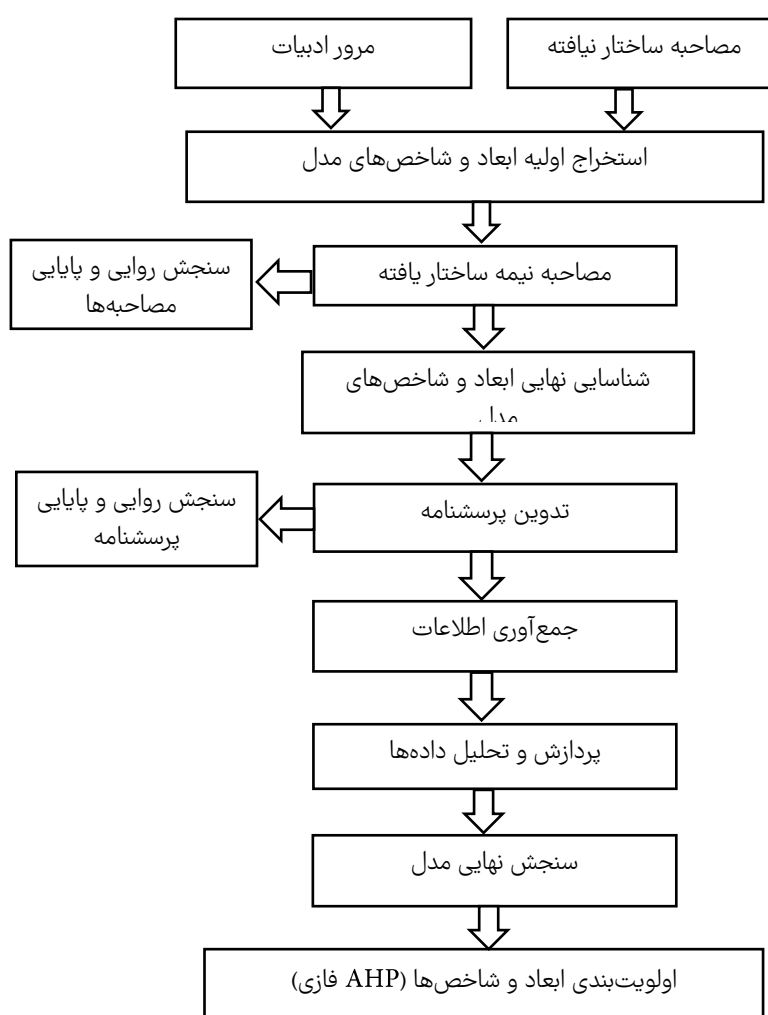 مصاحبه ساختار نیافته
مرور ادبیات
استخراج اولیه ابعاد و شاخص‌های مدل
مصاحبه نیمه ساختار یافته
سنجش روایی و پایایی
مصاحبه‌ها
شناسایی نهایی ابعاد و شاخص‌های
مدل
تدوین پرسشنامه
سنجش روایی و پایایی
پرسشنامه
جمع‌آوری اطلاعات
پردازش و تحلیل داده‌ها
سنجش نهایی مدل
اولویت‌بندی ابعاد و شاخص‌ها (AHP فازی)